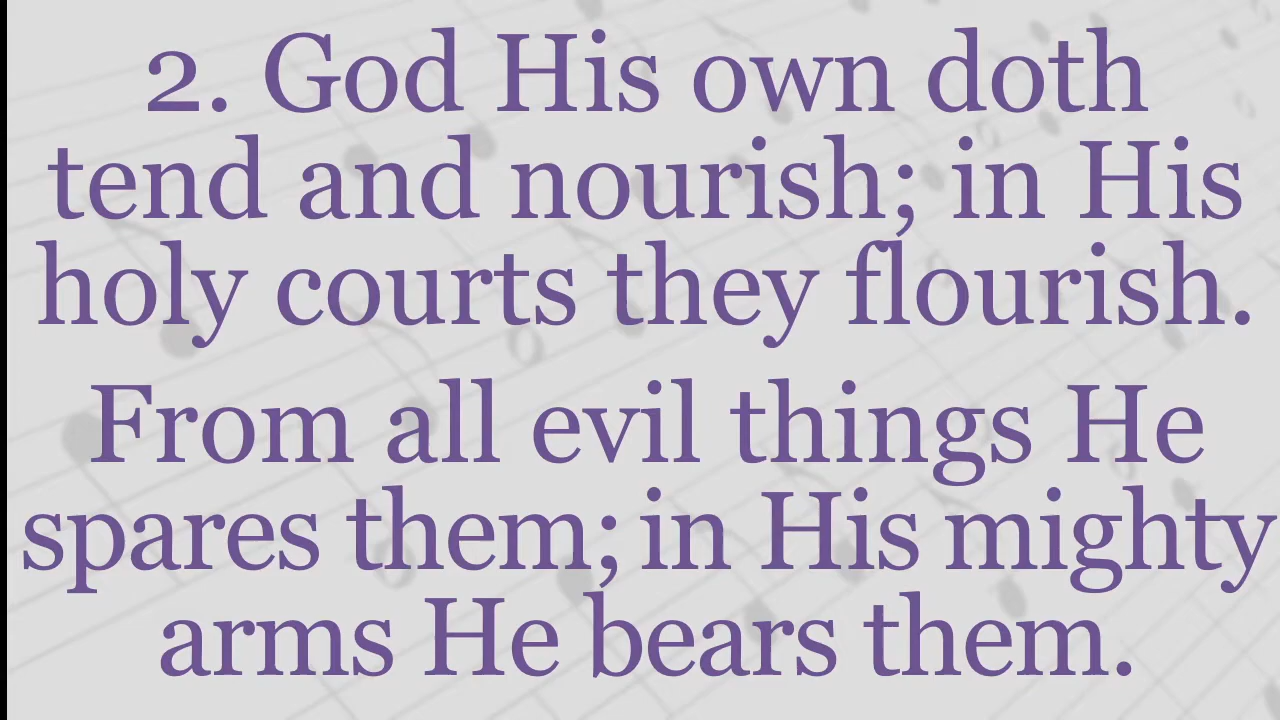 2. God His own doth
tend and nourish; in His
holy courts they flourish.
From all evil things He
spares them; in His mighty
arms He bears them.